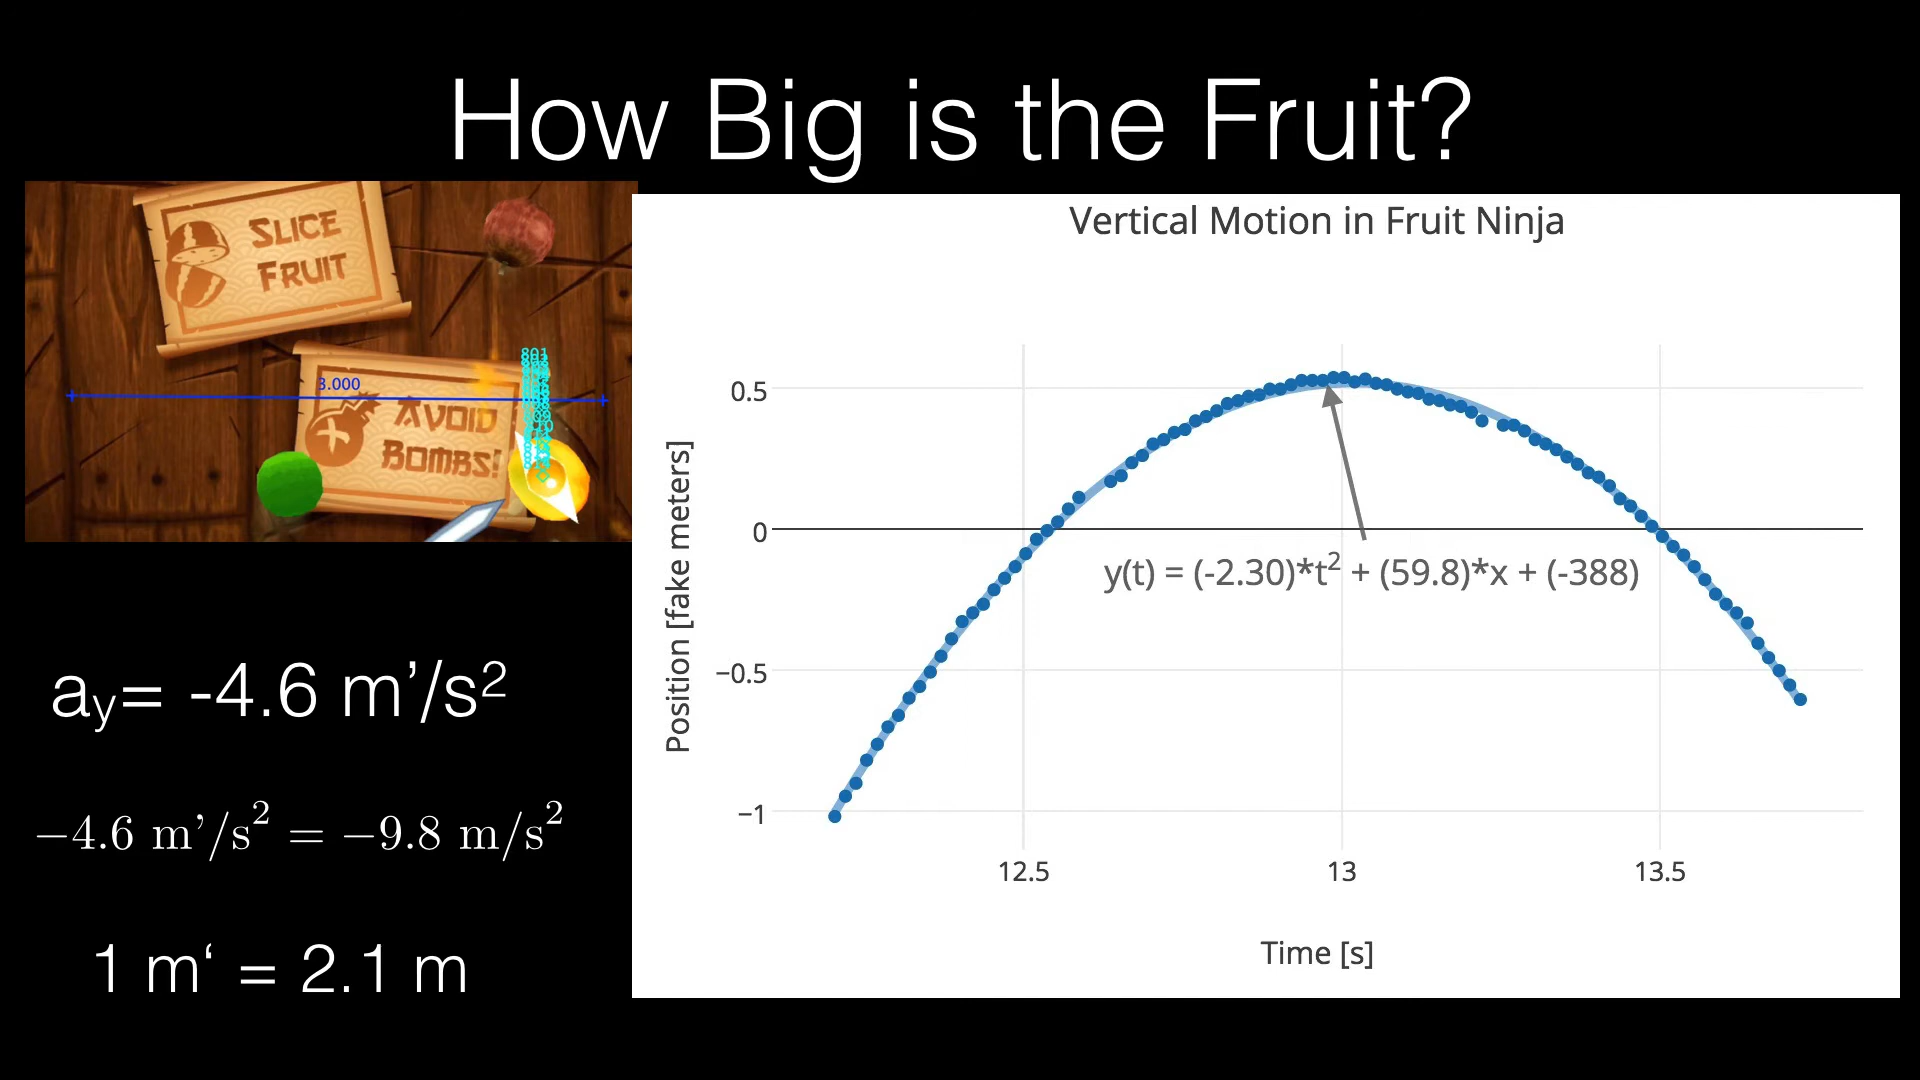 How Big is the Fruit?
SLICE
FRUIT
3.000
AVOID
BOMBS!
801
Vertical Motion in Fruit Ninja
Position [fake meters]
0.5
0
−0.5
−1
y(t) = (-2.30)*t² + (59.8)*x + (-388)
12.5 13 13.5
Time [s]
aᵧ= -4.6 m’/s²
−4.6 m’/s² = −9.8 m/s²
1 m‘ = 2.1 m